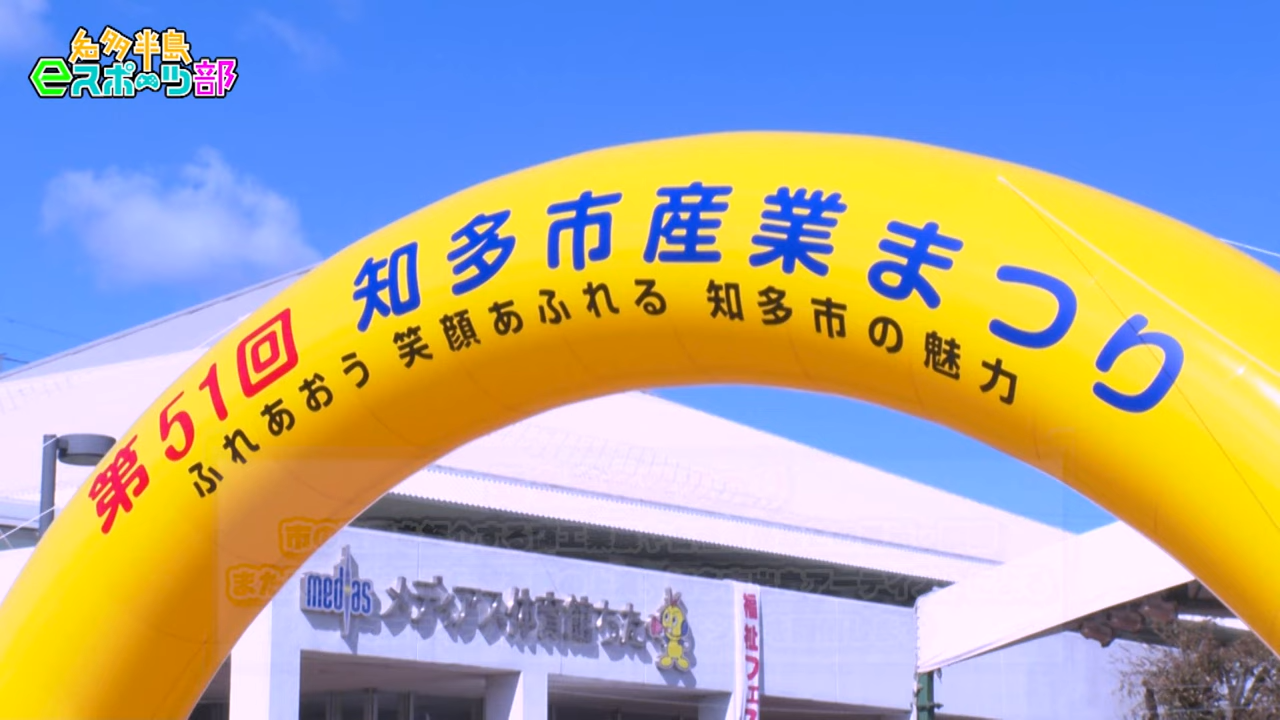 知多半島
eスポーツ部
第51回 知多市産業まつり
ふれあおう 笑顔あふれる 知多市の魅力
medias メディアス体育館ちた
福祉フェア